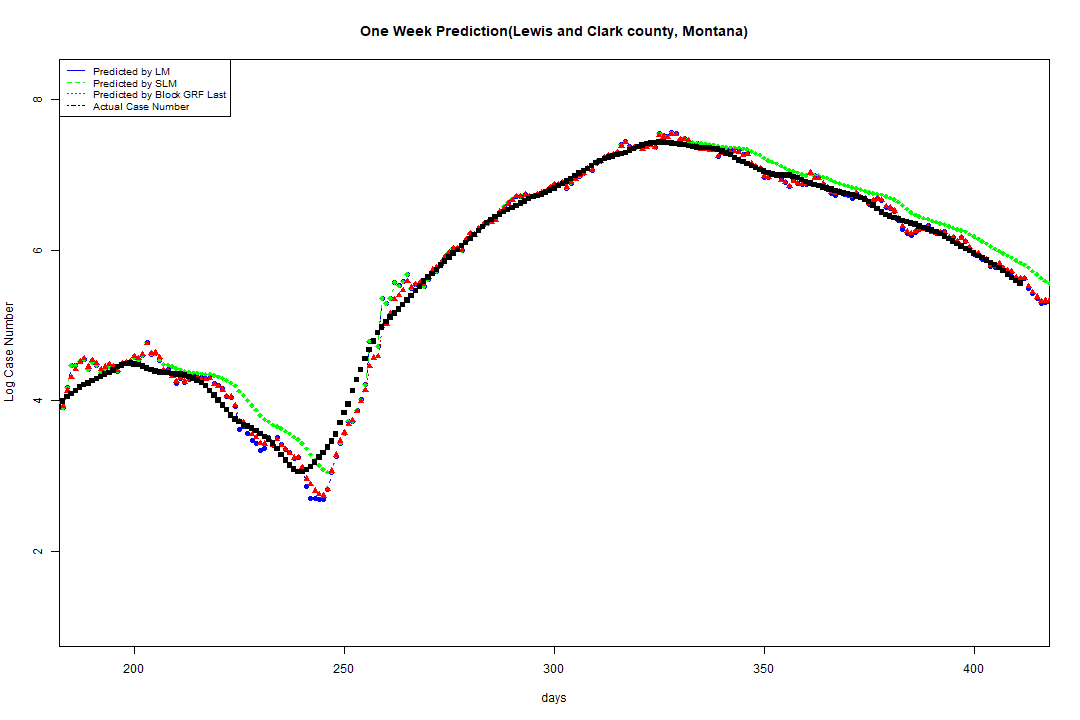 One Week Prediction(Lewis and Clark county, Montana)
Predicted by LM
Predicted by SLM
Predicted by Block GRF Last
Actual Case Number
8
6
4
2
Log Case Number
200 250 300 350 400
days